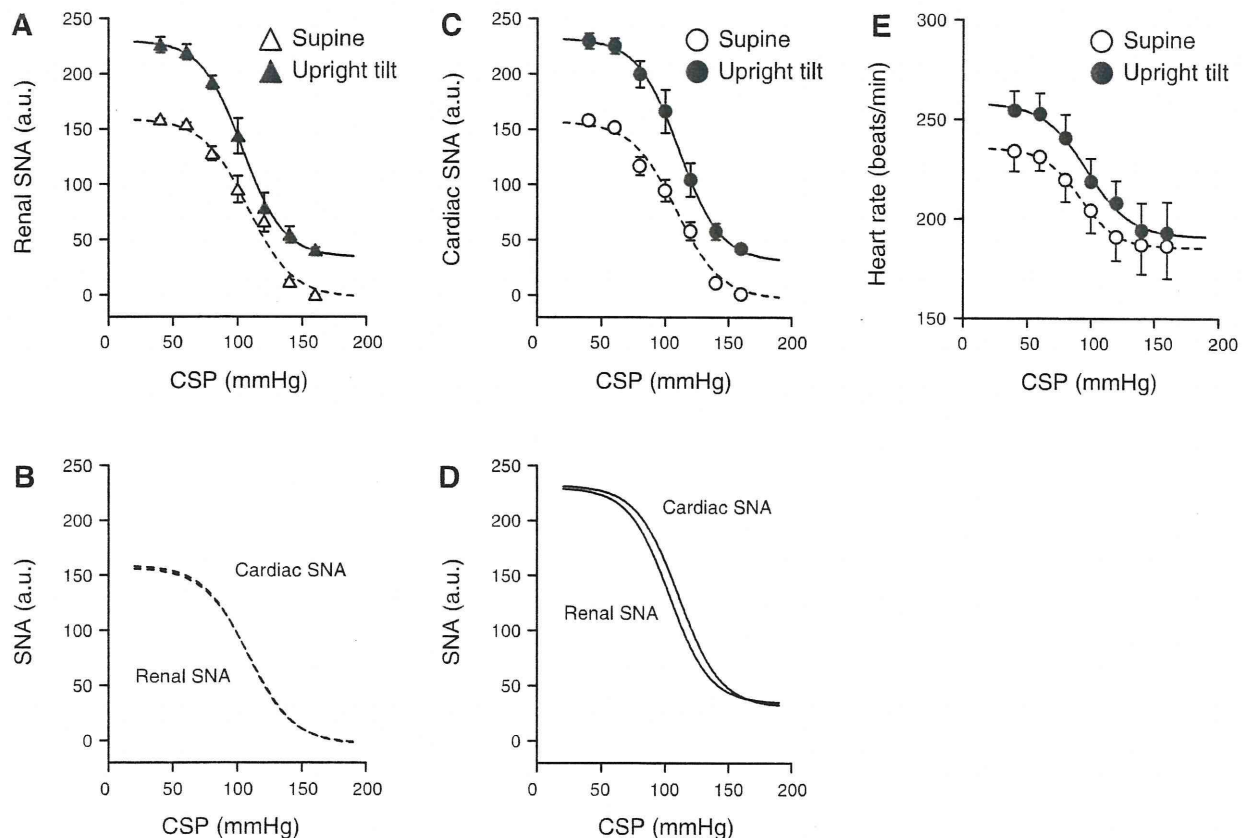 A
Renal SNA (a.u.)
250
200
150
100
50
0
Supine
Upright tilt
0 50 100 150 200
CSP (mmHg)
C
Cardiac SNA (a.u.)
250
200
150
100
50
0
Supine
Upright tilt
0 50 100 150 200
CSP (mmHg)
E
Heart rate (beats/min)
300
250
200
150
Supine
Upright tilt
0 50 100 150 200
CSP (mmHg)
B
SNA (a.u.)
250
200
150
100
50
0
Cardiac SNA
Renal SNA
0 50 100 150 200
CSP (mmHg)
D
SNA (a.u.)
250
200
150
100
50
0
Cardiac SNA
Renal SNA
0 50 100 150 200
CSP (mmHg)